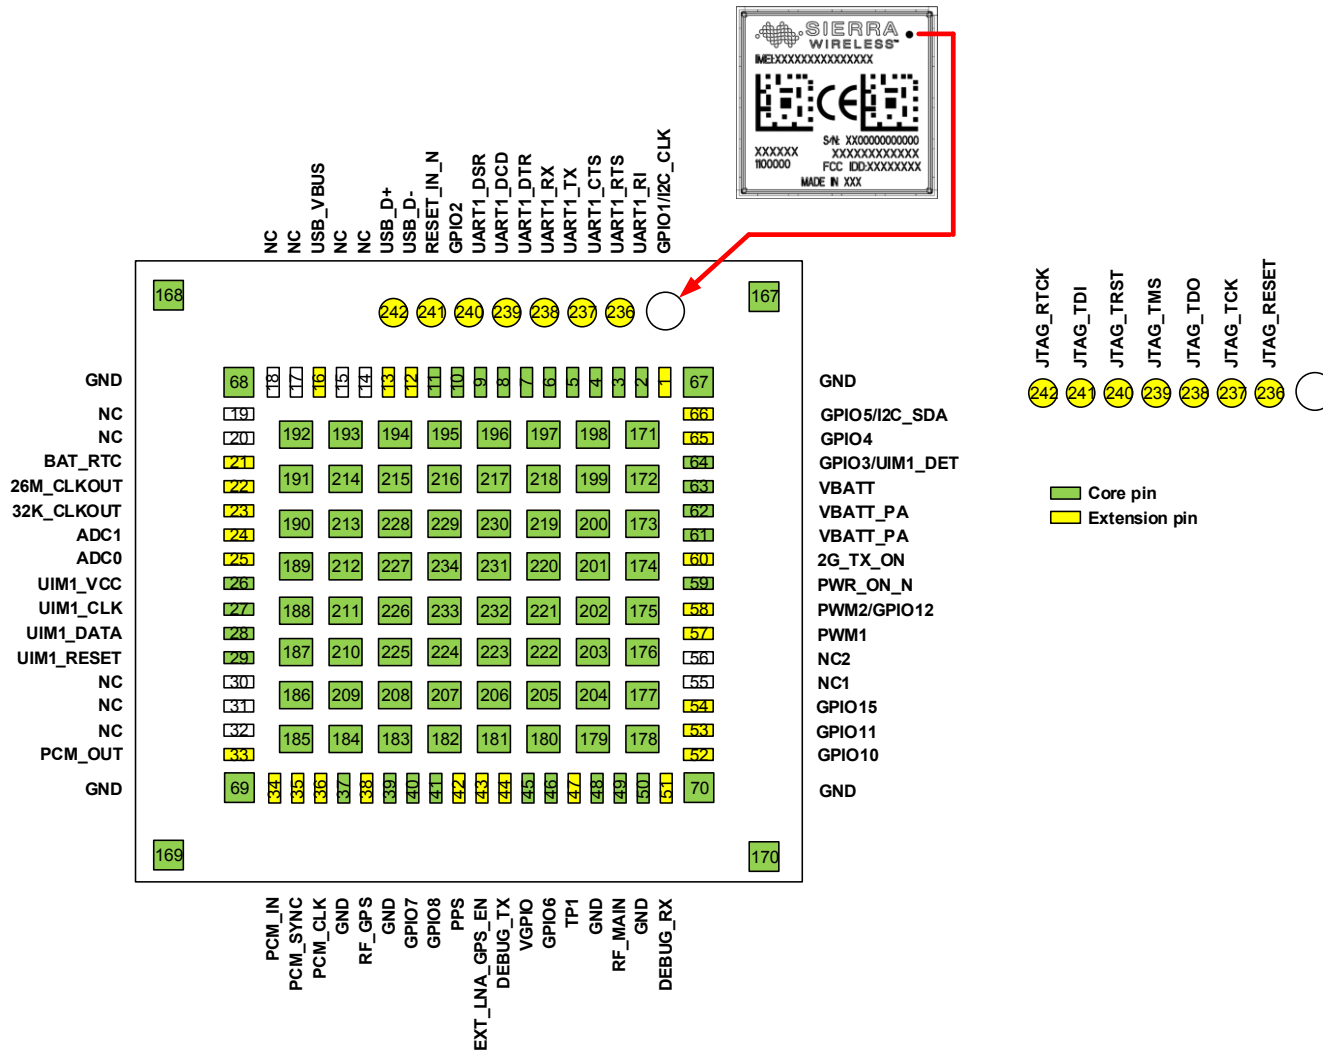 SIERRA
WIRELESS™
IMEI:XXXXXXXXXXXXXXX
CE
S/N: XX00000000000
XXXXXX XXXXXXXXXXXX
1100000 FCC IDD:XXXXXXXX
MADE IN XXX
NC
NC
USB_VBUS
NC
NC
USB_D+
USB_D-
RESET_IN_N
GPIO2
UART1_DSR
UART1_DCD
UART1_DTR
UART1_RX
UART1_TX
UART1_CTS
UART1_RTS
UART1_RI
GPIO1/I2C_CLK
168 167
242 241 240 239 238 237 236
68 18 17 16 15 14 13 12 11 10 9 8 7 6 5 4 3 2 1 67
GND
NC
NC
BAT_RTC
26M_CLKOUT
32K_CLKOUT
ADC1
ADC0
UIM1_VCC
UIM1_CLK
UIM1_DATA
UIM1_RESET
NC
NC
NC
PCM_OUT
GND
19
20
21
22
23
24
25
26
27
28
29
30
31
32
33
192 193 194 195 196 197 198 171
191 214 215 216 217 218 199 172
190 213 228 229 230 219 200 173
189 212 227 234 231 220 201 174
188 211 226 233 232 221 202 175
187 210 225 224 223 222 203 176
186 209 208 207 206 205 204 177
185 184 183 182 181 180 179 178
66
65
64
63
62
61
60
59
58
57
56
55
54
53
52
GND
GPIO5/I2C_SDA
GPIO4
GPIO3/UIM1_DET
VBATT
VBATT_PA
VBATT_PA
2G_TX_ON
PWR_ON_N
PWM2/GPIO12
PWM1
NC2
NC1
GPIO15
GPIO11
GPIO10
GND
69 34 35 36 37 38 39 40 41 42 43 44 45 46 47 48 49 50 51 70
169 170
PCM_IN
PCM_SYNC
PCM_CLK
GND
RF_GPS
GND
GPIO7
GPIO8
PPS
EXT_LNA_GPS_EN
DEBUG_TX
VGPIO
GPIO6
TP1
GND
RF_MAIN
GND
DEBUG_RX
JTAG_RTCK
JTAG_TDI
JTAG_TRST
JTAG_TMS
JTAG_TDO
JTAG_TCK
JTAG_RESET
242 241 240 239 238 237 236
Core pin
Extension pin